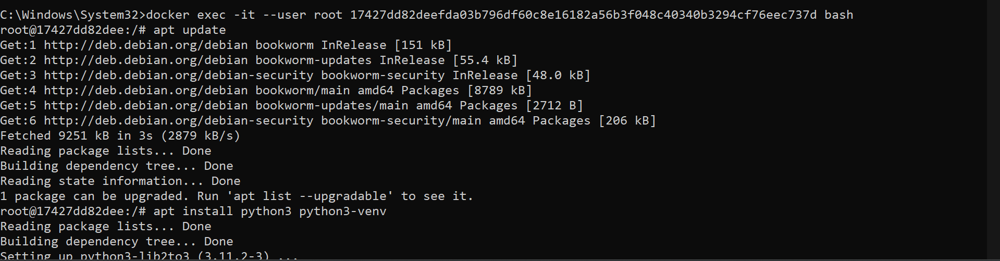 C:\Windows\System32>docker exec -it --user root 17427dd82deefda03b796df60c8e16182a56b3f048c40340b3294cf76eec737d bash
root@17427dd82dee:/# apt update
Get:1 http://deb.debian.org/debian bookworm InRelease [151 kB]
Get:2 http://deb.debian.org/debian bookworm-updates InRelease [55.4 kB]
Get:3 http://deb.debian.org/debian-security bookworm-security InRelease [48.0 kB]
Get:4 http://deb.debian.org/debian bookworm/main amd64 Packages [8789 kB]
Get:5 http://deb.debian.org/debian bookworm-updates/main amd64 Packages [2712 B]
Get:6 http://deb.debian.org/debian-security bookworm-security/main amd64 Packages [206 kB]
Fetched 9251 kB in 3s (2879 kB/s)
Reading package lists... Done
Building dependency tree... Done
Reading state information... Done
1 package can be upgraded. Run 'apt list --upgradable' to see it.
root@17427dd82dee:/# apt install python3 python3-venv
Reading package lists... Done
Building dependency tree... Done
Setting up python3-lib2to3 (3.11.2-3) ...